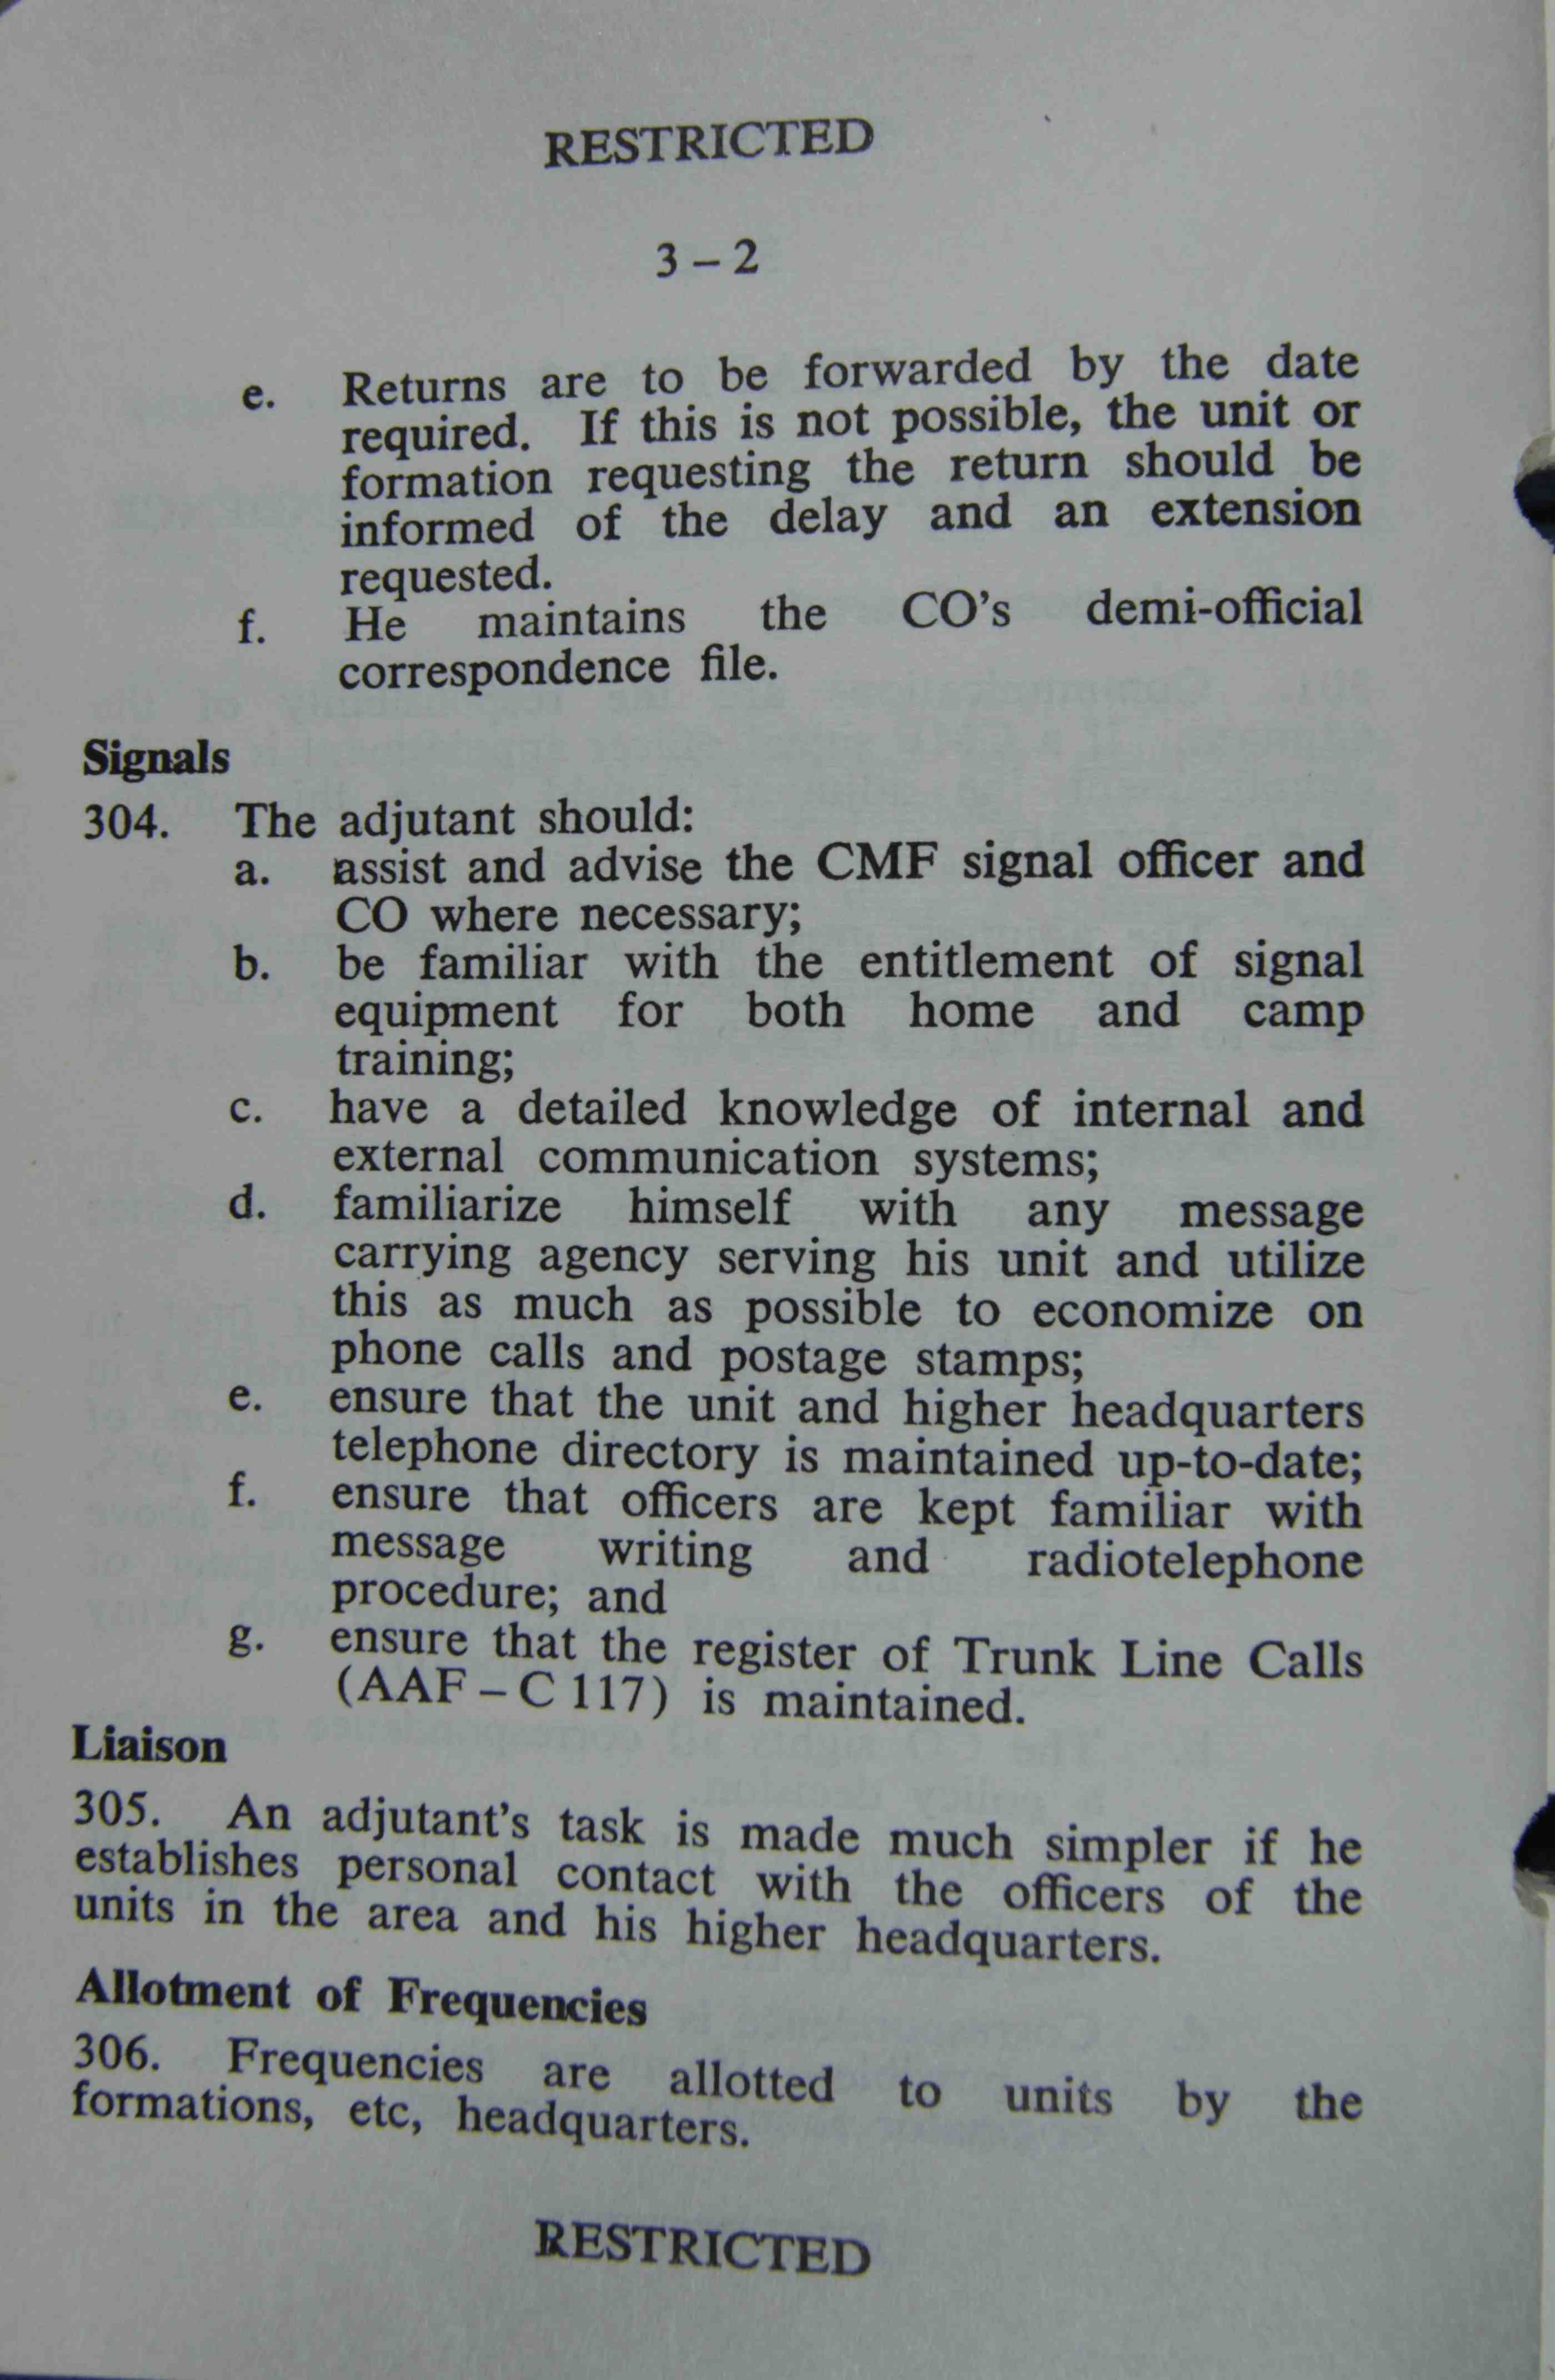 RESTRICTED
3 – 2
e. Returns are to be forwarded by the date
required. If this is not possible, the unit or
formation requesting the return should be
informed of the delay and an extension
requested.
f. He maintains the CO's demi-official
correspondence file.
Signals
304. The adjutant should:
a. assist and advise the CMF signal officer and
CO where necessary;
b. be familiar with the entitlement of signal
equipment for both home and camp
training;
c. have a detailed knowledge of internal and
external communication systems;
d. familiarize himself with any message
carrying agency serving his unit and utilize
this as much as possible to economize on
phone calls and postage stamps;
e. ensure that the unit and higher headquarters
telephone directory is maintained up-to-date;
f. ensure that officers are kept familiar with
message writing and radiotelephone
procedure; and
g. ensure that the register of Trunk Line Calls
(AAF – C 117) is maintained.
Liaison
305. An adjutant's task is made much simpler if he
establishes personal contact with the officers of the
units in the area and his higher headquarters.
Allotment of Frequencies
306. Frequencies are allotted to units by the
formations, etc, headquarters.
RESTRICTED